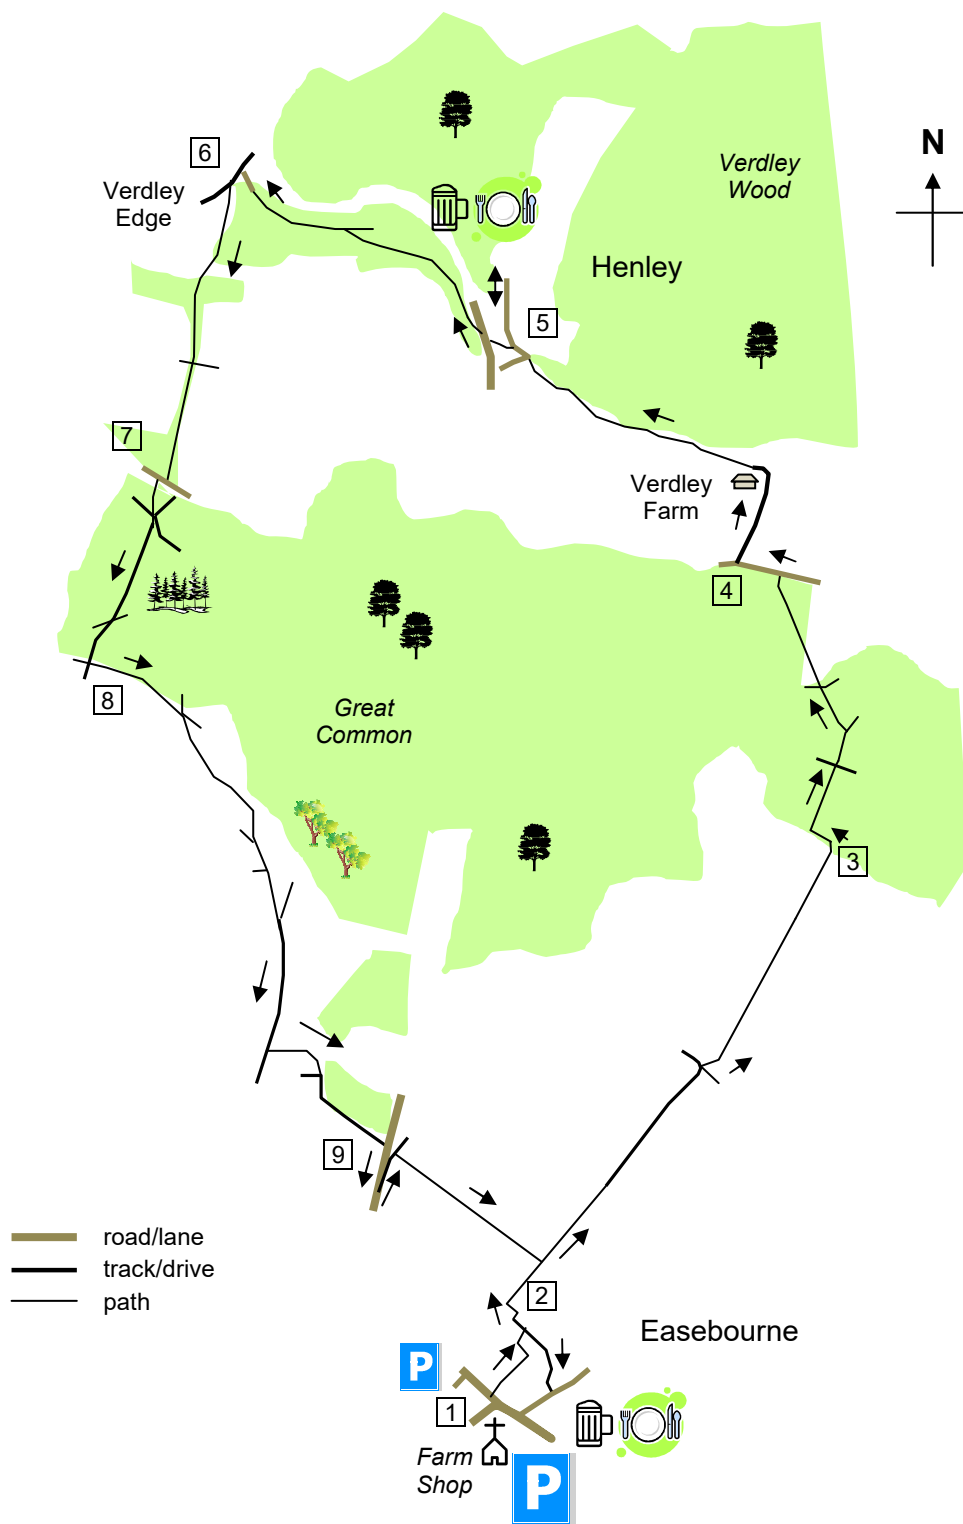 6
Verdley
Edge
Verdley
Wood
N
Henley
5
7
Verdley
Farm
4
8
Great
Common
3
9
road/lane
track/drive
path
2
Easebourne
P
1
Farm
Shop
P